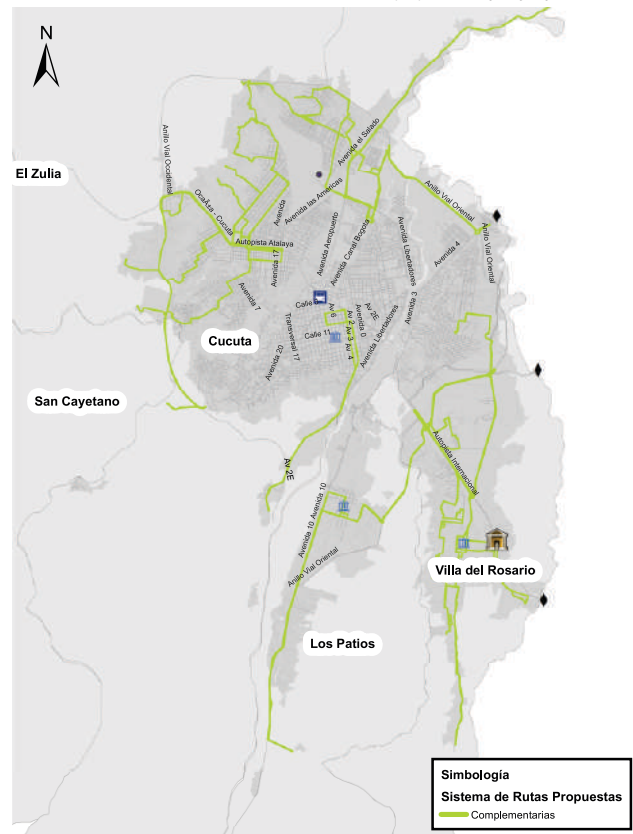 N
Avenida el Salado
Anillo Vial Occidental
El Zulia
OcaÃ±a - Cucuta
Avenida
Avenida las Americas
Anillo Vial Oriental
Anillo Vial Oriental
Autopista Atalaya
Avenida 17
Avenida Aeropuerto
Avenida Canal Bogota
Avenida Libertadores
Avenida 4
Avenida 7
Calle
Av 6
Av 2
Av 3
Av 4
Avenida 0
Av 2E
Avenida 3
Avenida Libertadores
Calle 11
Transversal 17
Avenida 20
Cucuta
San Cayetano
Av 2E
Autopista Internacional
Avenida 10
Avenida 10
Anillo Vial Oriental
Villa del Rosario
Los Patios
Simbología
Sistema de Rutas Propuestas
Complementarias